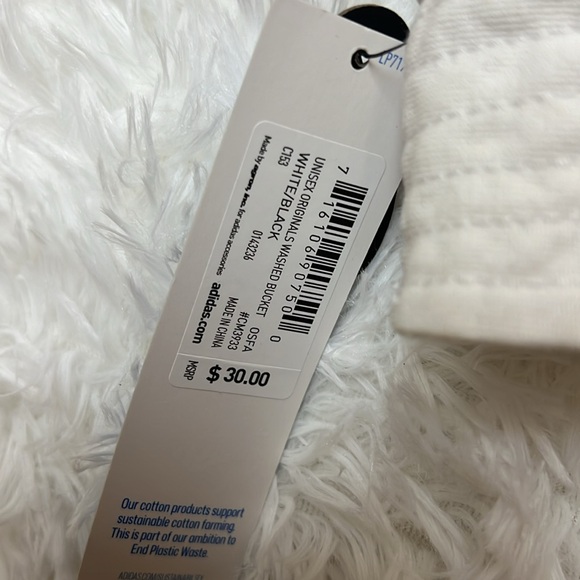 LP71
7 16106 90750 0
UNISEX ORIGINALS WASHED BUCKET OSFA
WHITE/BLACK #CM3933
C153 0143236 MADE IN CHINA
Made by agron, inc. for adidas accessories adidas.com
MSRP $ 30.00
Our cotton products support
sustainable cotton farming
This is part of our ambition to
End Plastic Waste.